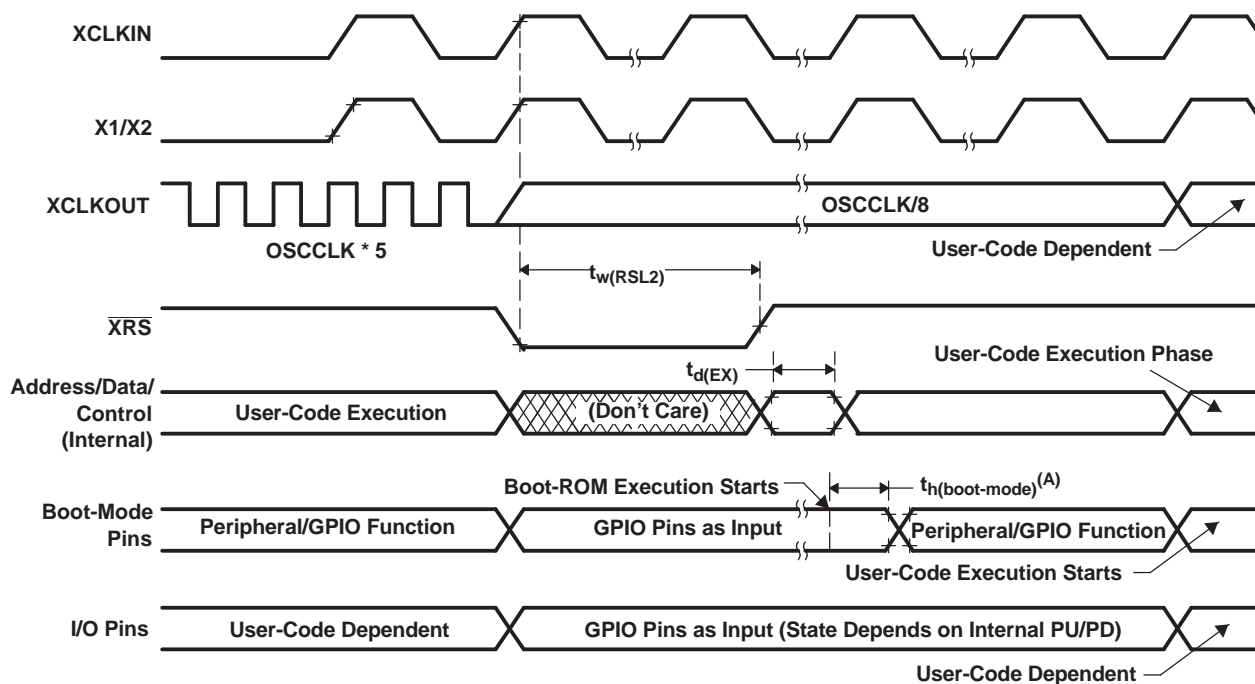 XCLKIN
X1/X2
XCLKOUT
OSCCLK/8
OSCCLK * 5
User-Code Dependent
tw(RSL2)
XRS
User-Code Execution Phase
td(EX)
Address/Data/
Control
(Internal)
User-Code Execution
(Don't Care)
Boot-ROM Execution Starts
th(boot-mode)(A)
Boot-Mode
Pins
Peripheral/GPIO Function
GPIO Pins as Input
Peripheral/GPIO Function
User-Code Execution Starts
I/O Pins
User-Code Dependent
GPIO Pins as Input (State Depends on Internal PU/PD)
User-Code Dependent